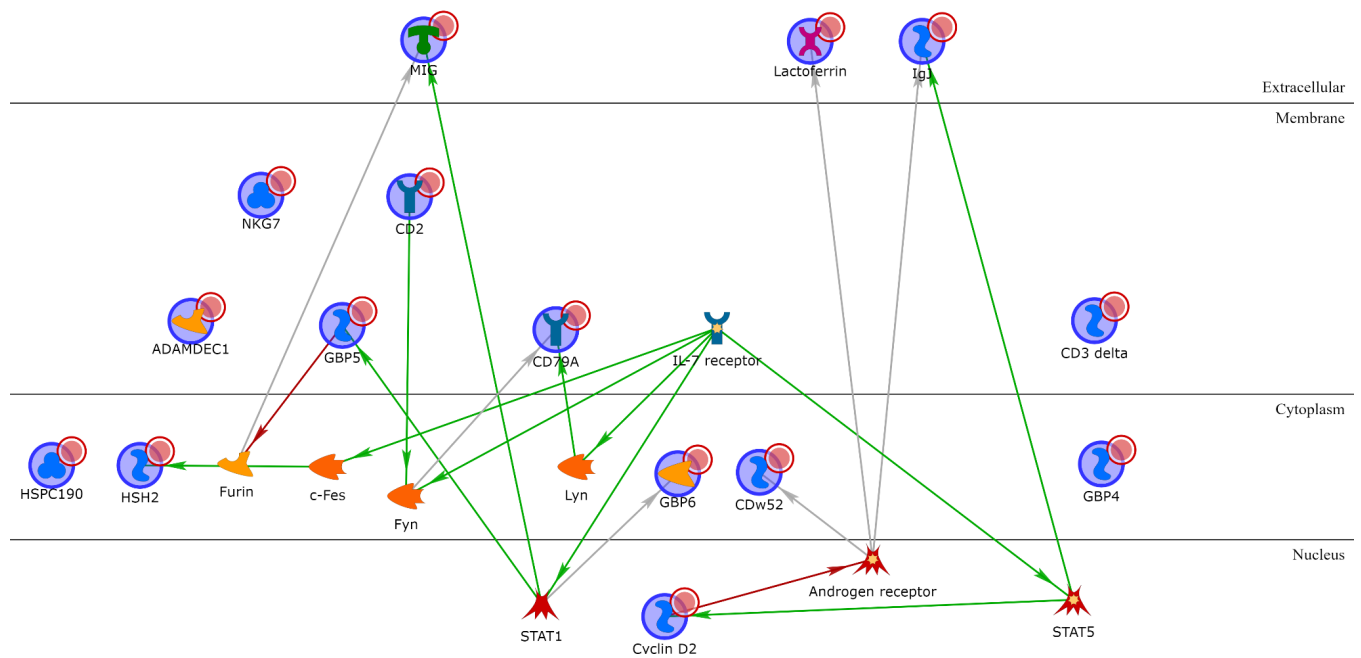 MIG
Lactoferrin
IgJ
Extracellular
Membrane
NKG7
CD2
ADAMDEC1
GBP5
CD79A
IL-7 receptor
CD3 delta
Cytoplasm
HSPC190
HSH2
Furin
c-Fes
Fyn
Lyn
GBP6
CDw52
GBP4
Nucleus
Androgen receptor
STAT1
Cyclin D2
STAT5